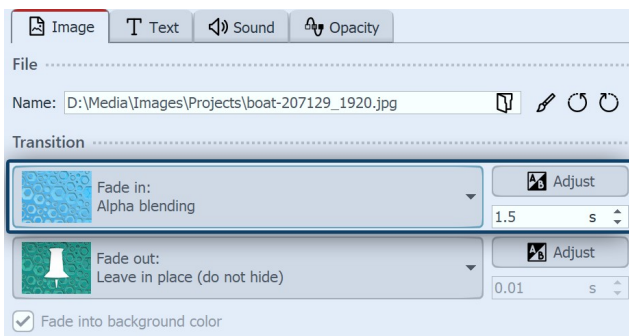 Image Text Sound Opacity
File
Name: D:\Media\Images\Projects\boat-207129_1920.jpg
Transition
Fade in:
Alpha blending
Adjust
1.5 s
Fade out:
Leave in place (do not hide)
Adjust
0.01 s
Fade into background color